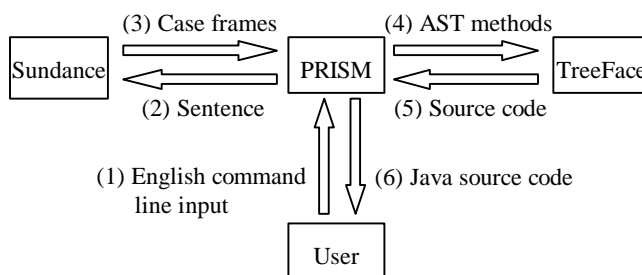 (3) Case frames
(4) AST methods
Sundance
PRISM
TreeFace
(2) Sentence
(5) Source code
(1) English command
line input
(6) Java source code
User